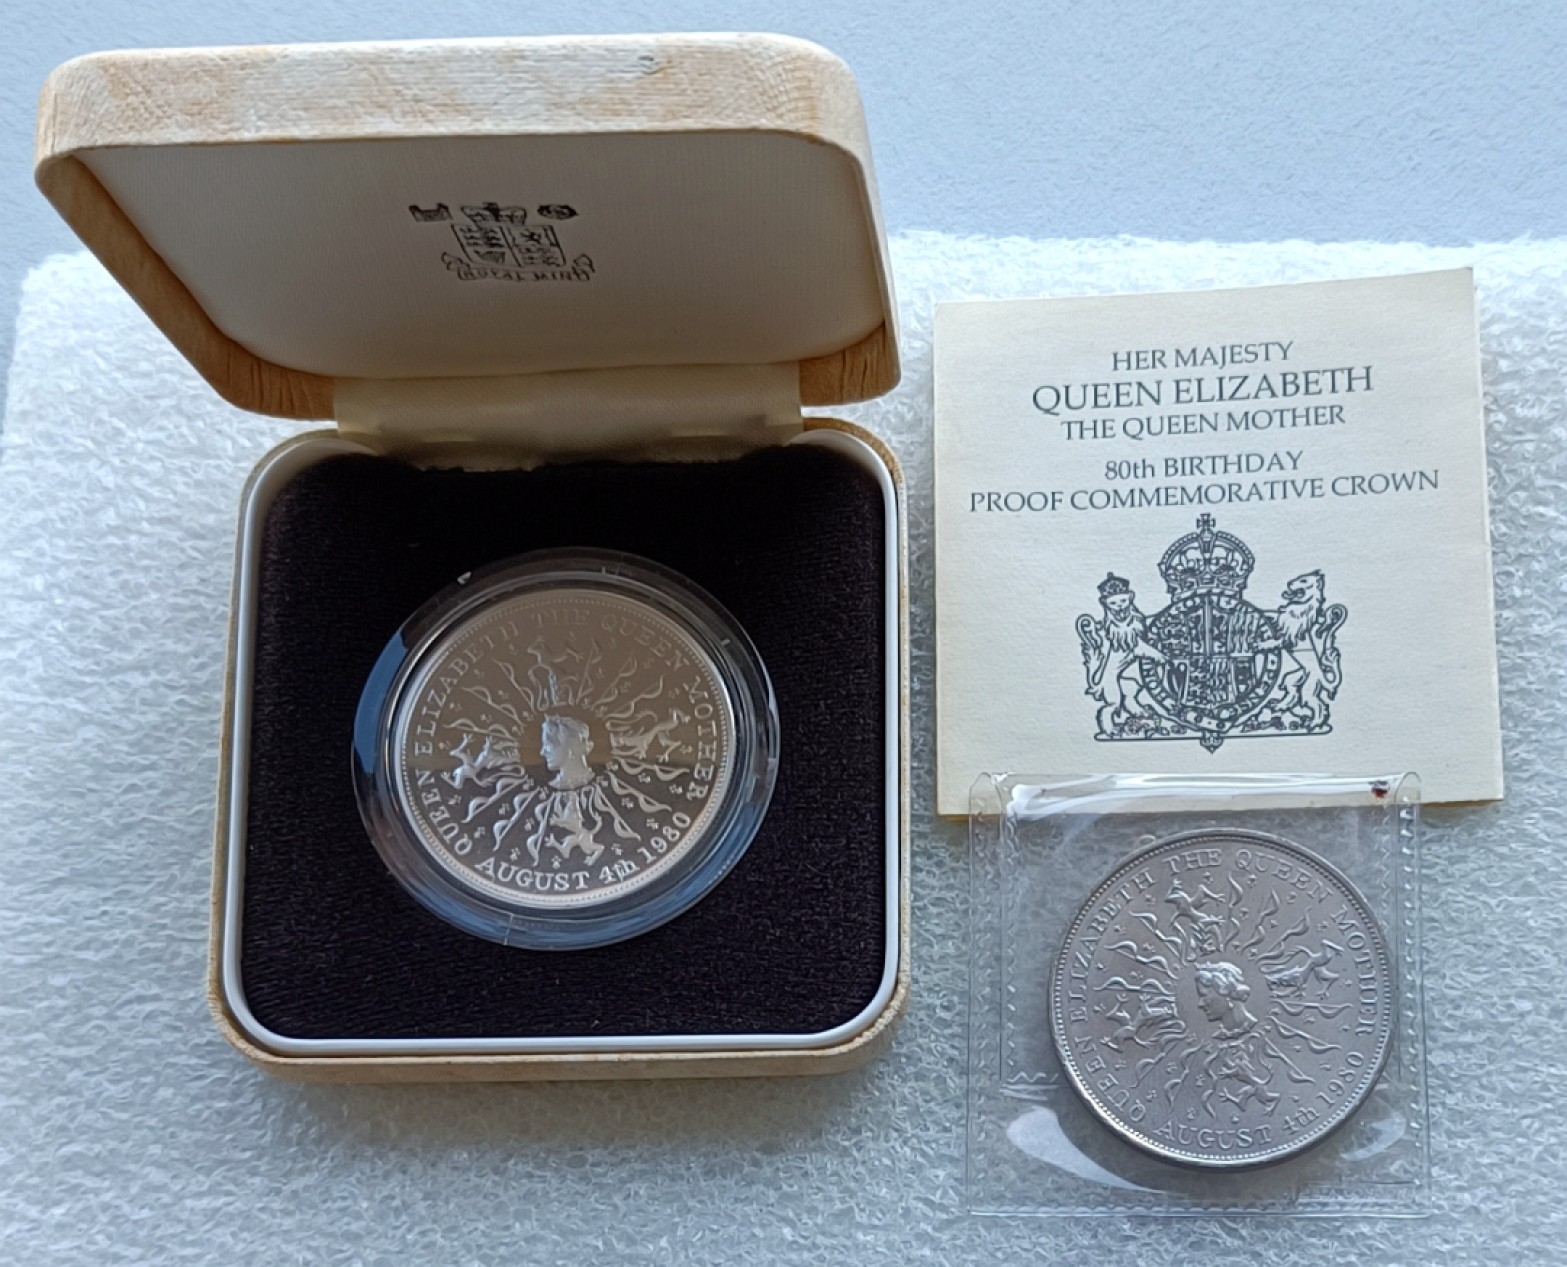 ROYAL MINT
QUEEN ELIZABETH THE QUEEN MOTHER
AUGUST 4th 1980
HER MAJESTY
QUEEN ELIZABETH
THE QUEEN MOTHER
80th BIRTHDAY
PROOF COMMEMORATIVE CROWN
QUEEN ELIZABETH THE QUEEN MOTHER
AUGUST 4th 1980